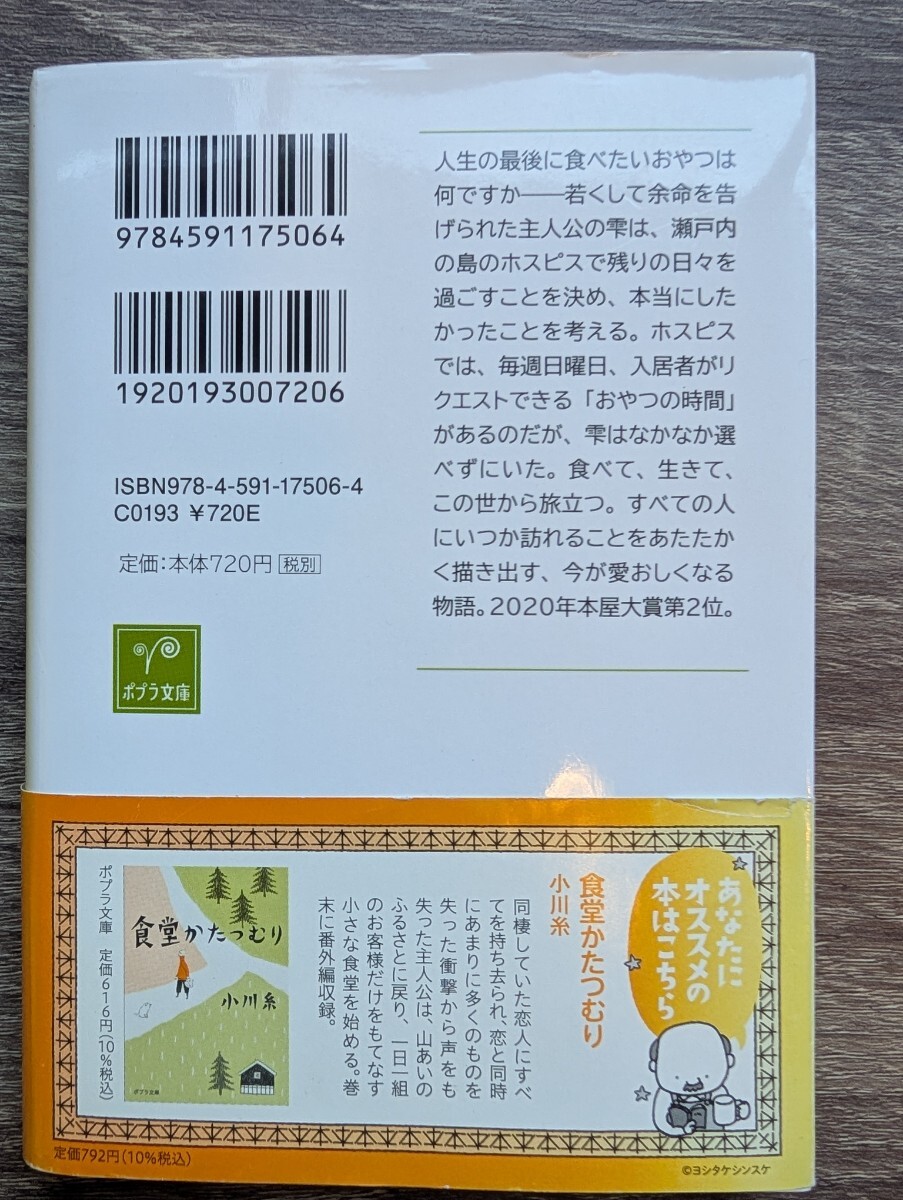 9784591175064
1920193007206
ISBN978-4-591-17506-4
C0193 ¥720E
定価:本体720円 税別
ポプラ文庫
人生の最後に食べたいおやつは
何ですか――若くして余命を告
げられた主人公の雫は、瀬戸内
の島のホスピスで残りの日々を
過ごすことを決め、本当にした
かったことを考える。ホスピス
では、毎週日曜日、入居者がリ
クエストできる「おやつの時間」
があるのだが、雫はなかなか選
べずにいた。食べて、生きて、
この世から旅立つ。すべての人
にいつか訪れることをあたたか
く描き出す、今が愛おしくなる
物語。2020年本屋大賞第2位。
あなたに
オススメの
本はこちら
食堂かたつむり
小川糸
同棲していた恋人にすべ
てを持ち去られ、恋と同時
にあまりに多くのものを
失った衝撃から声をも
失った主人公は、山あいの
ふるさとに戻り、一日一組
のお客様だけをもてなす
小さな食堂を始める。巻
末に番外編収録。
食堂かたつむり
小川糸
ポプラ文庫
ポプラ文庫 定価616円(10%税込)
定価792円(10%税込)
©ヨシタケシンスケ